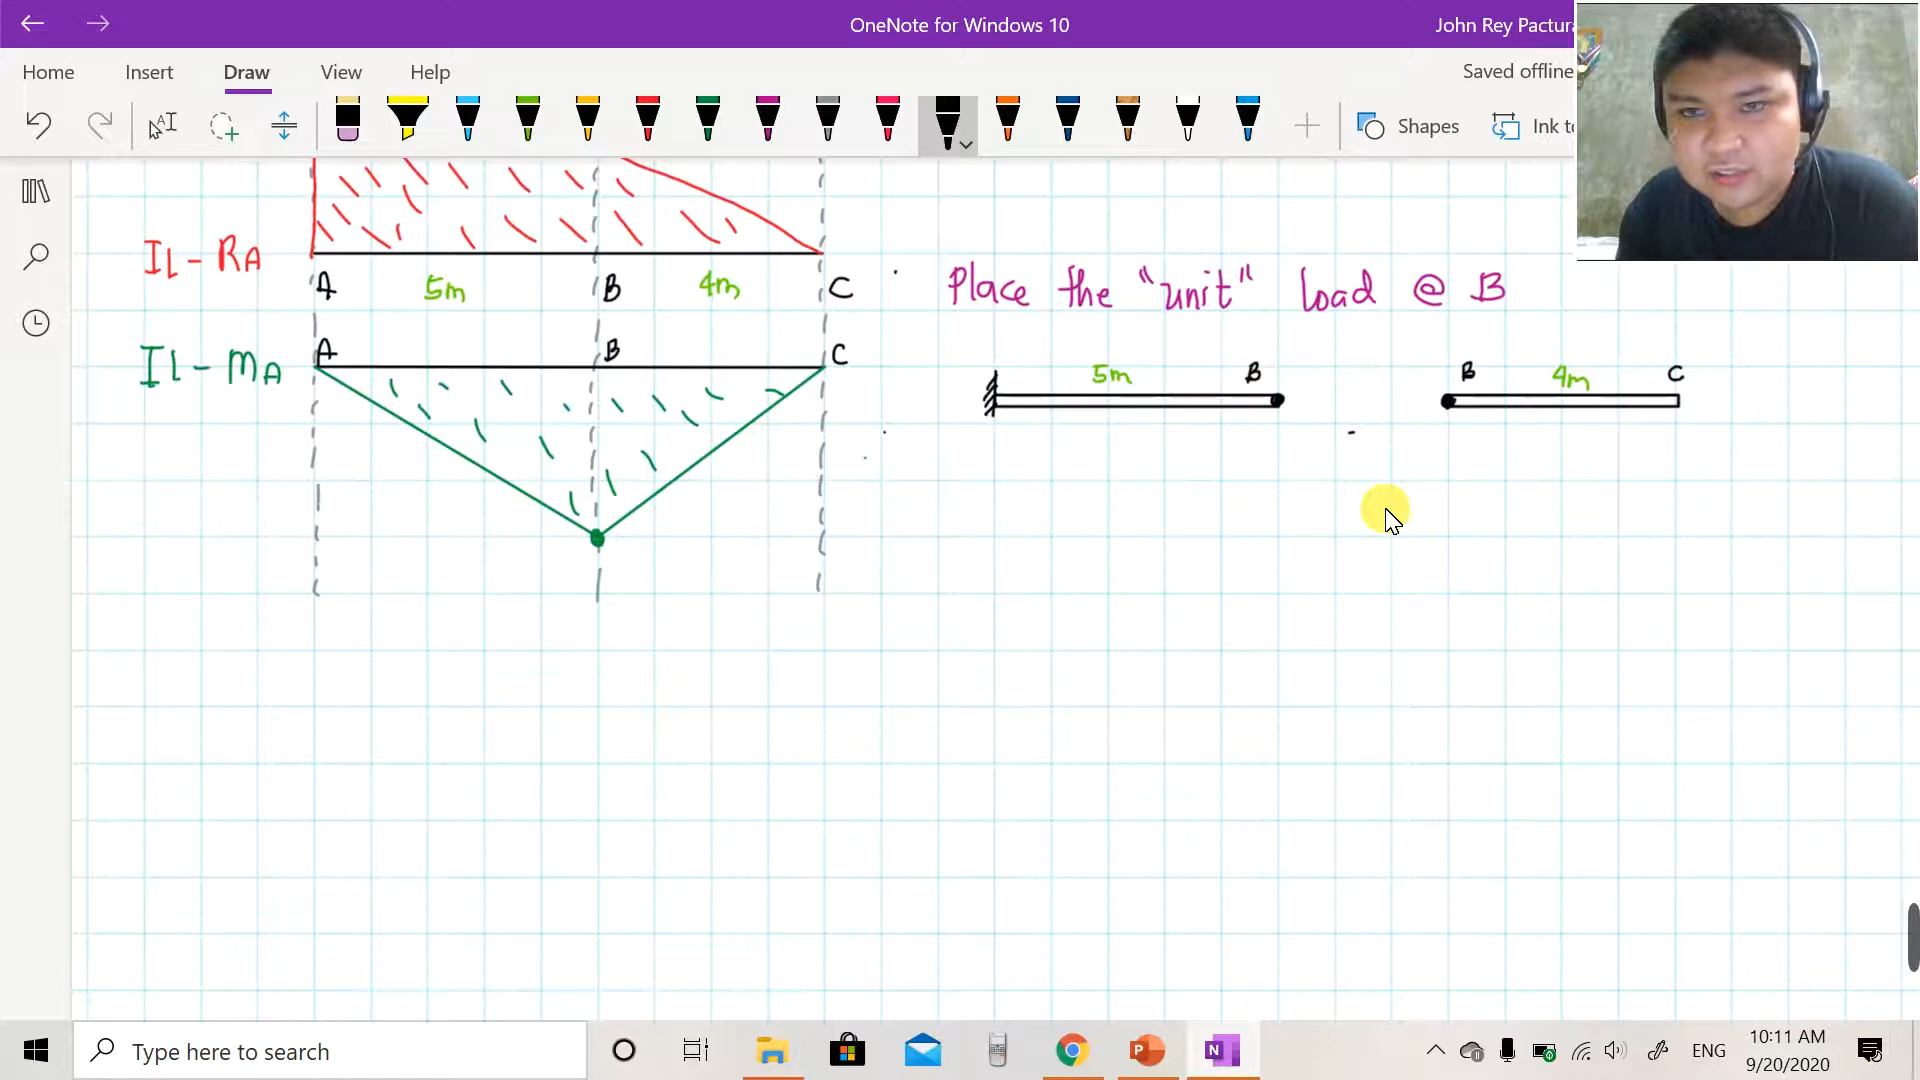 OneNote for Windows 10
John Rey Pactura
Home Insert Draw View Help
Saved offline
Shapes
Ink to
IL - RA
A 5m B 4m C
Place the "unit" load @ B
IL - MA
A B C
5m B
B 4m C
Type here to search
ENG
10:11 AM
9/20/2020